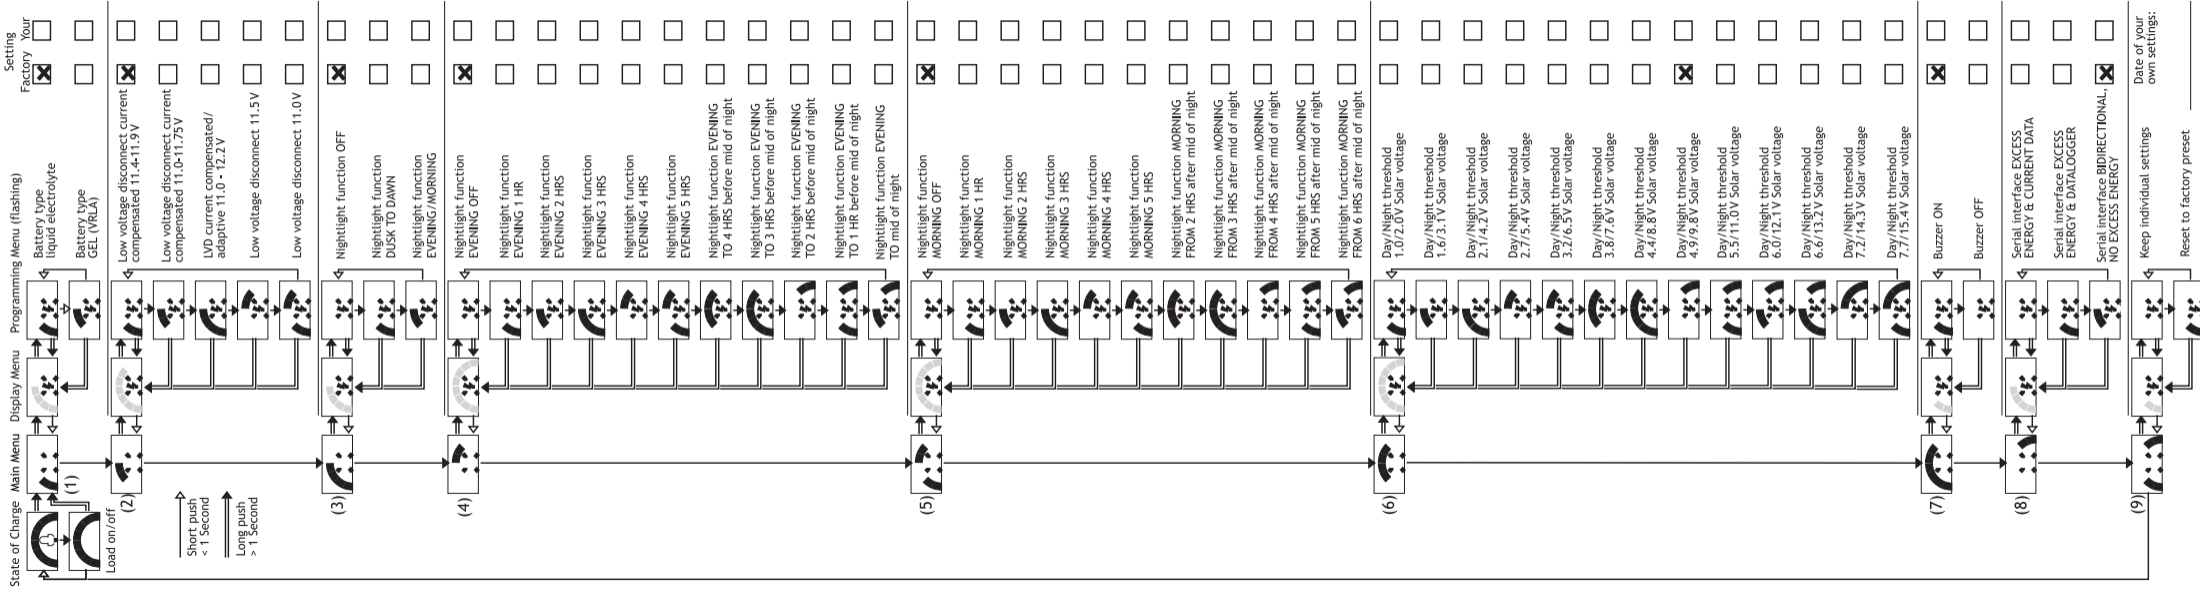 State of Charge
Main Menu
Display Menu
Programming Menu (flashing)
Setting
Factory
Your
(1)
Load on/off
Battery type
liquid electrolyte
Battery type
GEL (VRLA)
Short push
< 1 Second
Long push
> 1 Second
(2)
Low voltage disconnect current
compensated 11.4-11.9V
Low voltage disconnect current
compensated 11.0-11.75V
LVD current compensated/
adaptive 11.0 - 12.2V
Low voltage disconnect 11.5V
Low voltage disconnect 11.0V
(3)
Nightlight function OFF
Nightlight function
DUSK TO DAWN
Nightlight function
EVENING/MORNING
(4)
Nightlight function
EVENING OFF
Nightlight function
EVENING 1 HR
Nightlight function
EVENING 2 HRS
Nightlight function
EVENING 3 HRS
Nightlight function
EVENING 4 HRS
Nightlight function
EVENING 5 HRS
Nightlight function EVENING
TO 4 HRS before mid of night
Nightlight function EVENING
TO 3 HRS before mid of night
Nightlight function EVENING
TO 2 HRS before mid of night
Nightlight function EVENING
TO 1 HR before mid of night
Nightlight function EVENING
TO mid of night
(5)
Nightlight function
MORNING OFF
Nightlight function
MORNING 1 HR
Nightlight function
MORNING 2 HRS
Nightlight function
MORNING 3 HRS
Nightlight function
MORNING 4 HRS
Nightlight function
MORNING 5 HRS
Nightlight function MORNING
FROM 2 HRS after mid of night
Nightlight function MORNING
FROM 3 HRS after mid of night
Nightlight function MORNING
FROM 4 HRS after mid of night
Nightlight function MORNING
FROM 5 HRS after mid of night
Nightlight function MORNING
FROM 6 HRS after mid of night
(6)
Day/Night threshold
1.0/2.0V Solar voltage
Day/Night threshold
1.6/3.1V Solar voltage
Day/Night threshold
2.1/4.2V Solar voltage
Day/Night threshold
2.7/5.4V Solar voltage
Day/Night threshold
3.2/6.5V Solar voltage
Day/Night threshold
3.8/7.6V Solar voltage
Day/Night threshold
4.4/8.8V Solar voltage
Day/Night threshold
4.9/9.8V Solar voltage
Day/Night threshold
5.5/11.0V Solar voltage
Day/Night threshold
6.0/12.1V Solar voltage
Day/Night threshold
6.6/13.2V Solar voltage
Day/Night threshold
7.2/14.3V Solar voltage
Day/Night threshold
7.7/15.4V Solar voltage
(7)
Buzzer ON
Buzzer OFF
(8)
Serial interface EXCESS
ENERGY & CURRENT DATA
Serial interface EXCESS
ENERGY & DATALOGGER
Serial interface BIDIRECTIONAL,
NO EXCESS ENERGY
(9)
Keep individual settings
Reset to factory preset
Date of your
own settings: